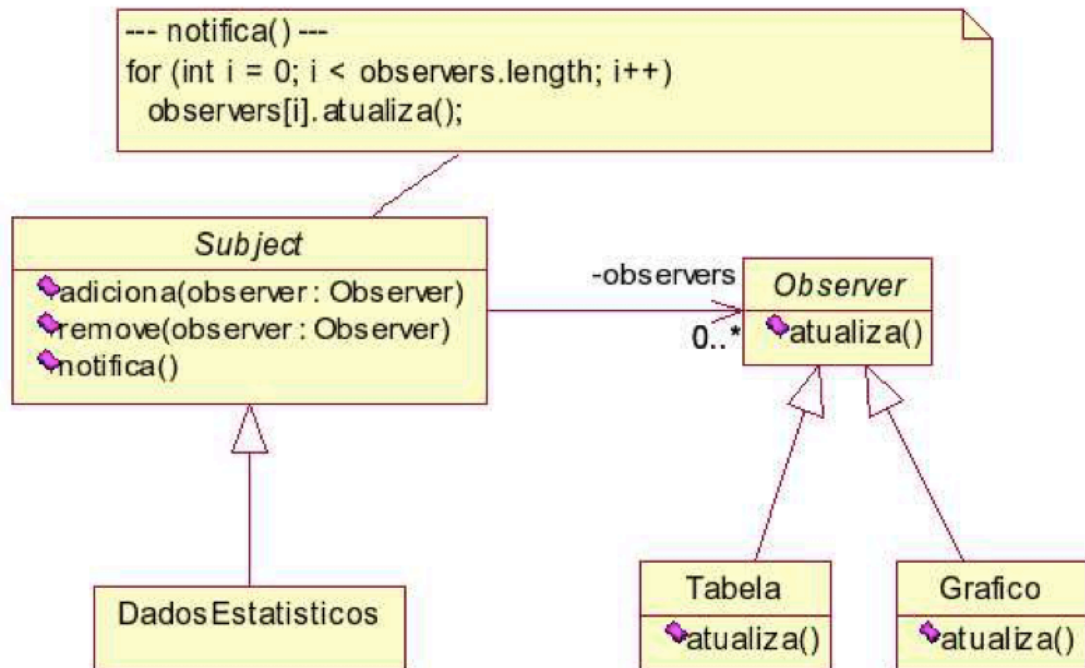 --- notifica() ---
for (int i = 0; i < observers.length; i++)
observers[i].atualiza();
Subject
adiciona(observer : Observer)
remove(observer : Observer)
notifica()
-observers
0..*
Observer
atualiza()
DadosEstatisticos
Tabela
atualiza()
Grafico
atualiza()